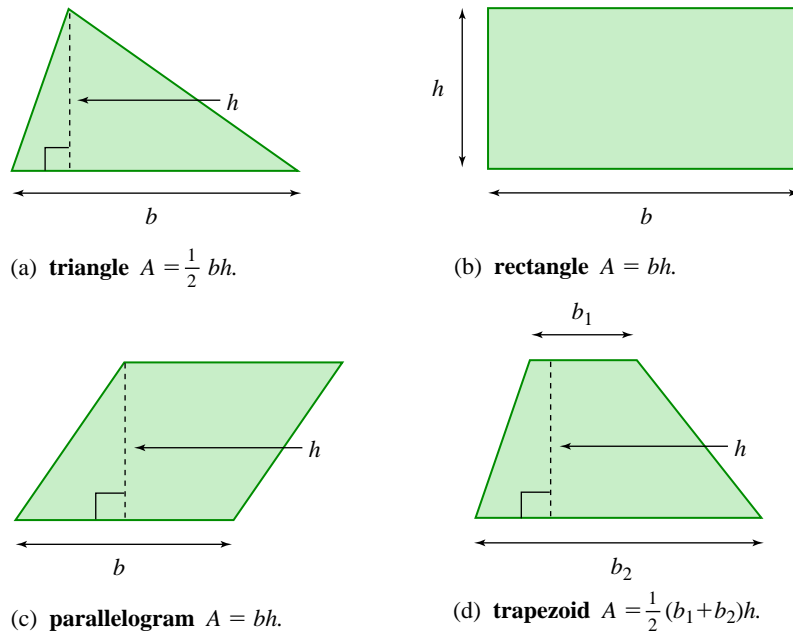 h
b
(a) triangle A = 1/2 bh.
h
b
(b) rectangle A = bh.
h
b
(c) parallelogram A = bh.
b1
h
b2
(d) trapezoid A = 1/2 (b1+b2)h.